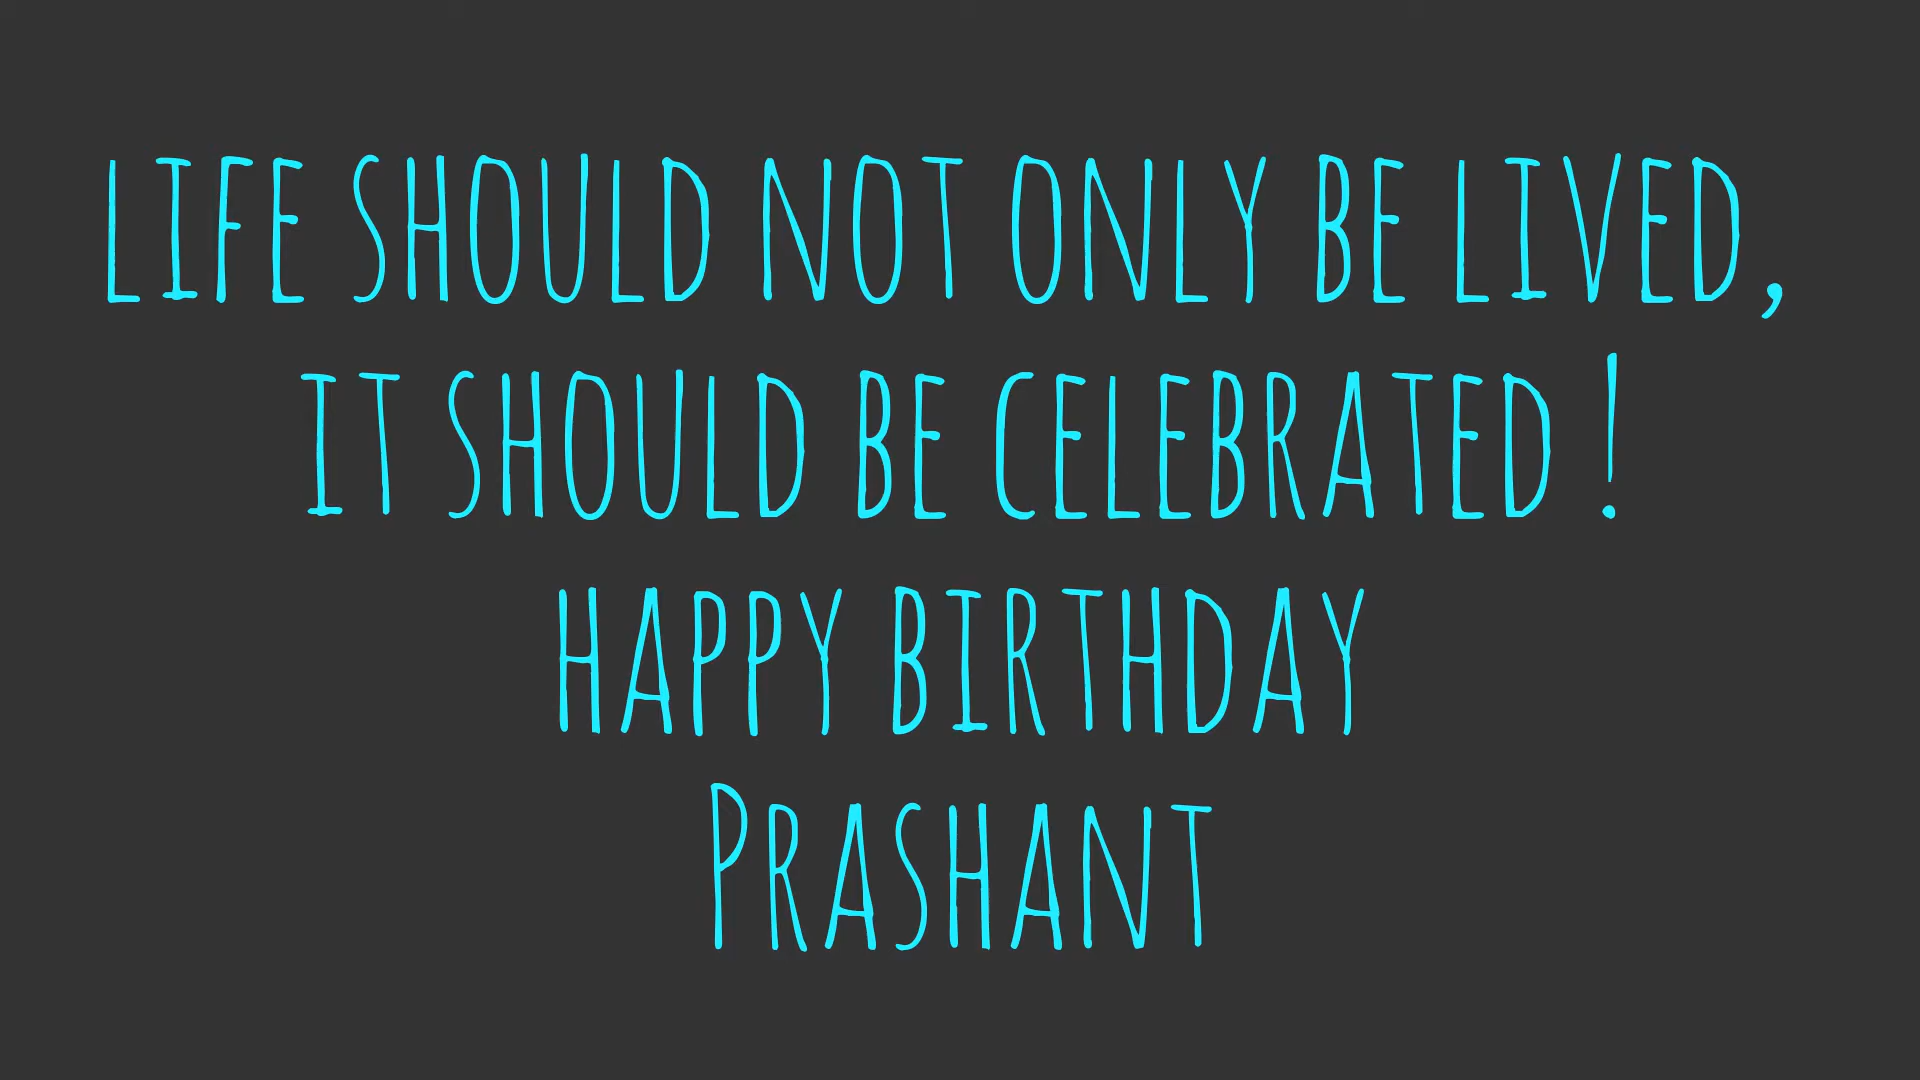 LIFE SHOULD NOT ONLY BE LIVED,
IT SHOULD BE CELEBRATED !
HAPPY BIRTHDAY
PRASHANT